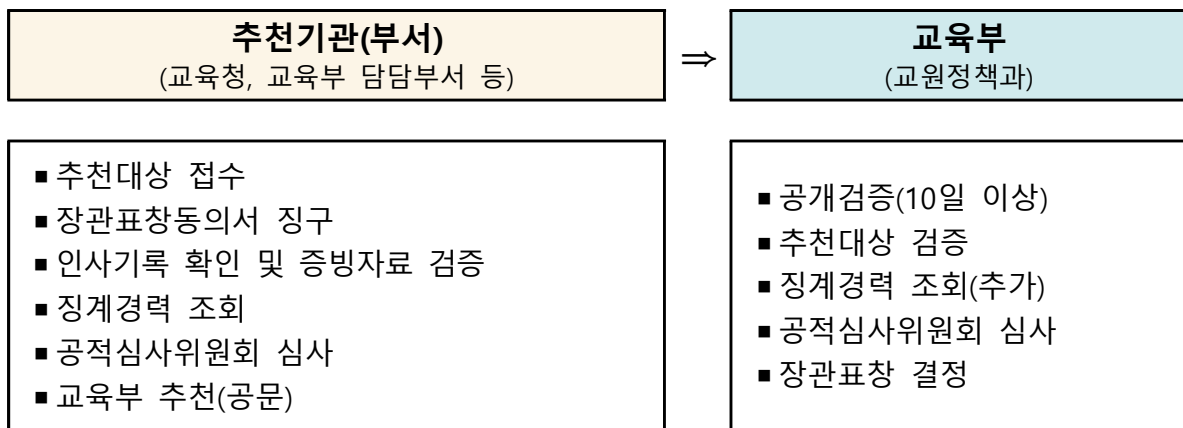 추천기관(부서)
(교육청, 교육부 담담부서 등)
⇒
교육부
(교원정책과)
▪ 추천대상 접수
▪ 장관표창동의서 징구
▪ 인사기록 확인 및 증빙자료 검증
▪ 징계경력 조회
▪ 공적심사위원회 심사
▪ 교육부 추천(공문)
▪ 공개검증(10일 이상)
▪ 추천대상 검증
▪ 징계경력 조회(추가)
▪ 공적심사위원회 심사
▪ 장관표창 결정